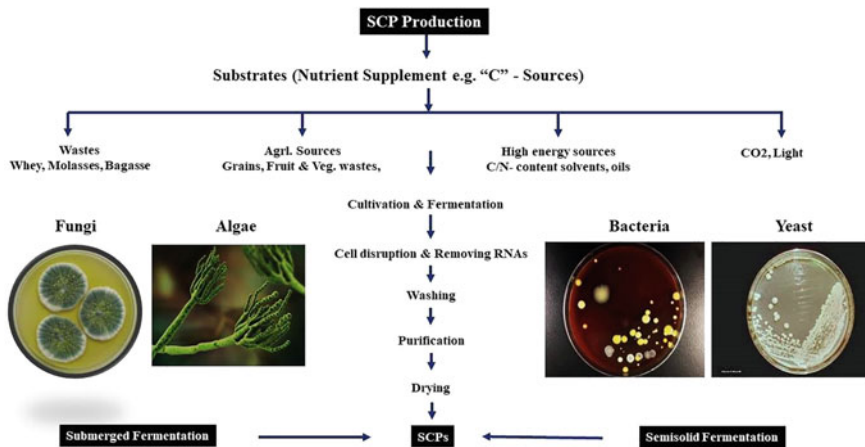 SCP Production
Substrates (Nutrient Supplement e.g. “C” - Sources)
Wastes
Whey, Molasses, Bagasse
Agrl. Sources
Grains, Fruit & Veg. wastes,
High energy sources
C/N- content solvents, oils
CO2, Light
Cultivation & Fermentation
Fungi
Algae
Bacteria
Yeast
Cell disruption & Removing RNAs
Washing
Purification
Drying
Submerged Fermentation
SCPs
Semisolid Fermentation